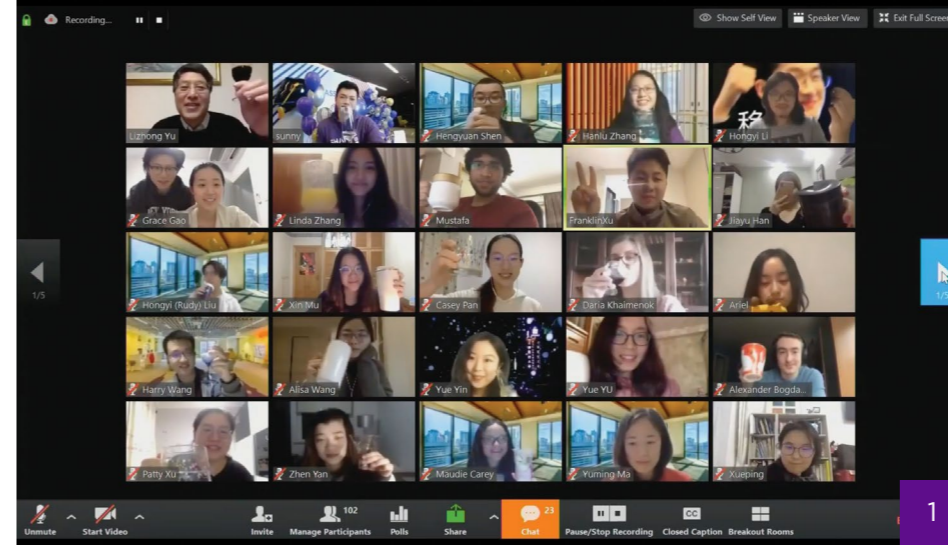 Recording...
Show Self View
Speaker View
Exit Full Screen
Lizhong Yu
sunny
Hengyuan Shen
Hanlu Zhang
移
Hongyi Li
Grace Gao
Linda Zhang
Mustafa
FranklinXu
Jiayu Han
1/5
Hongyi (Rudy) Liu
Xin Mu
Casey Pan
Daria Khaimenok
Ariel
1/5
Harry Wang
Alisa Wang
Yue Yin
Yue YU
Alexander Bogda...
Patty Xu
Zhen Yan
Maudie Carey
Yuming Ma
Xueping
102
23
CC
Unmute
Start Video
Invite
Manage Participants
Polls
Share
Chat
Pause/Stop Recording
Closed Caption
Breakout Rooms
1